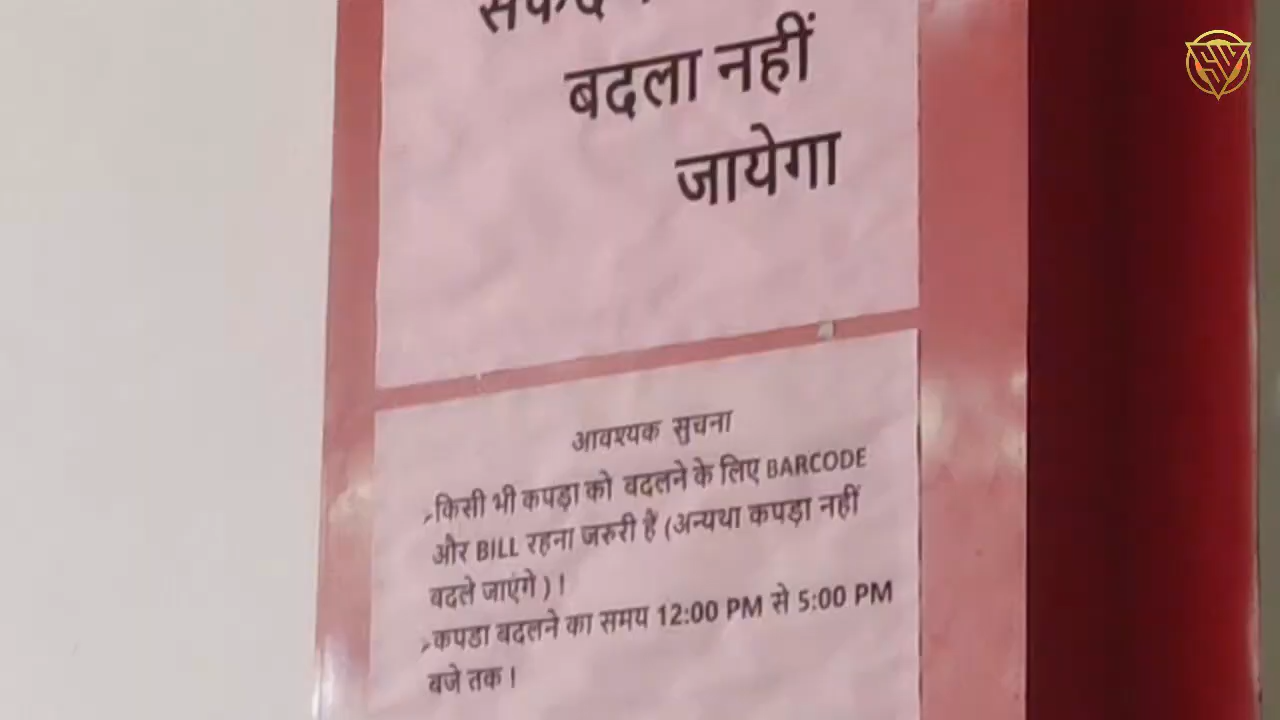 बदला नहीं
जायेगा
आवश्यक सुचना
किसी भी कपड़ा को बदलने के लिए BARCODE
और BILL रहना जरुरी हैं (अन्यथा कपड़ा नहीं
बदले जाएंगे ) ।
कपडा बदलने का समय 12:00 PM से 5:00 PM
बजे तक ।